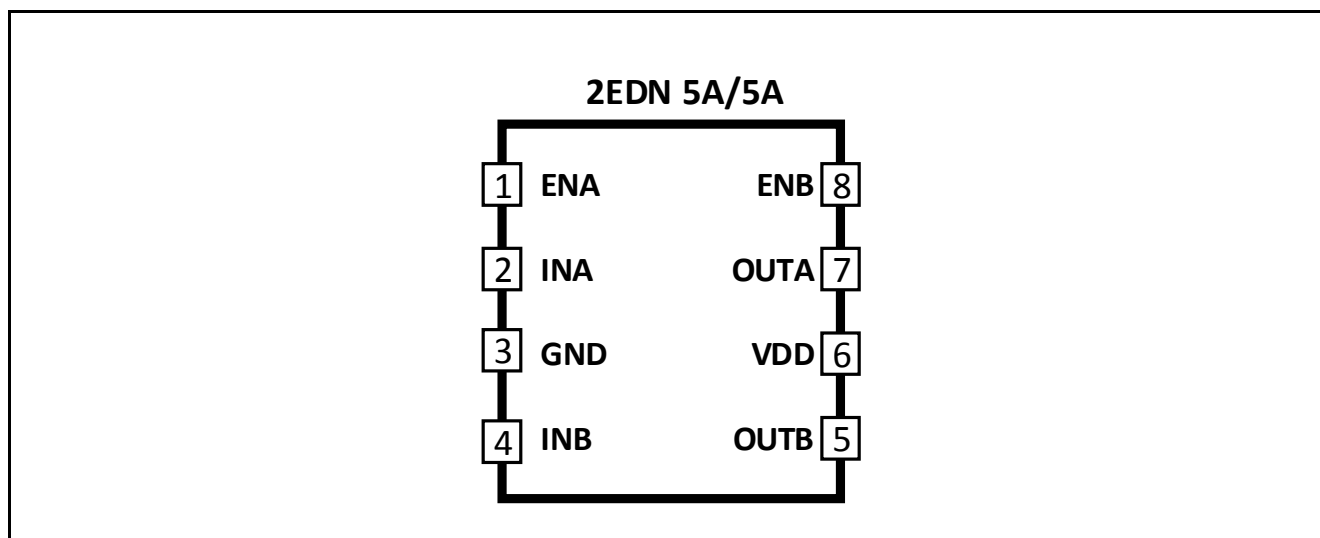 2EDN 5A/5A
1 ENA ENB 8
2 INA OUTA 7
3 GND VDD 6
4 INB OUTB 5